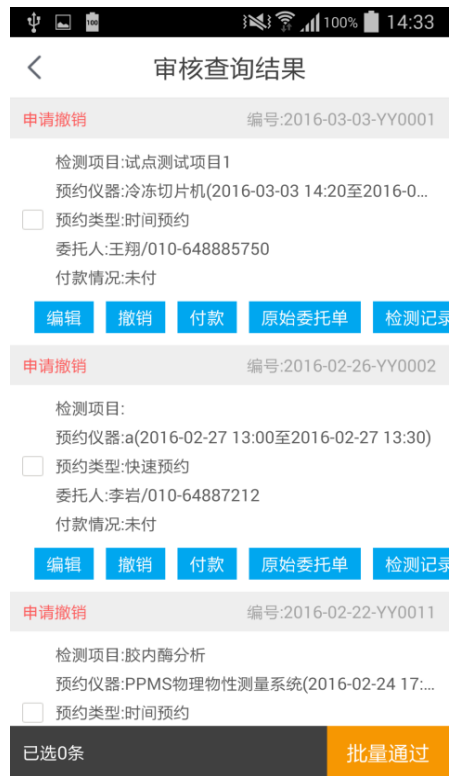 100 100% 14:33
审核查询结果
申请撤销 编号:2016-03-03-YY0001
检测项目:试点测试项目1
预约仪器:冷冻切片机(2016-03-03 14:20至2016-0...
预约类型:时间预约
委托人:王翔/010-648885750
付款情况:未付
编辑 撤销 付款 原始委托单 检测记录
申请撤销 编号:2016-02-26-YY0002
检测项目:
预约仪器:a(2016-02-27 13:00至2016-02-27 13:30)
预约类型:快速预约
委托人:李岩/010-64887212
付款情况:未付
编辑 撤销 付款 原始委托单 检测记录
申请撤销 编号:2016-02-22-YY0011
检测项目:胶内酶分析
预约仪器:PPMS物理物性测量系统(2016-02-24 17:...
预约类型:时间预约
已选0条 批量通过